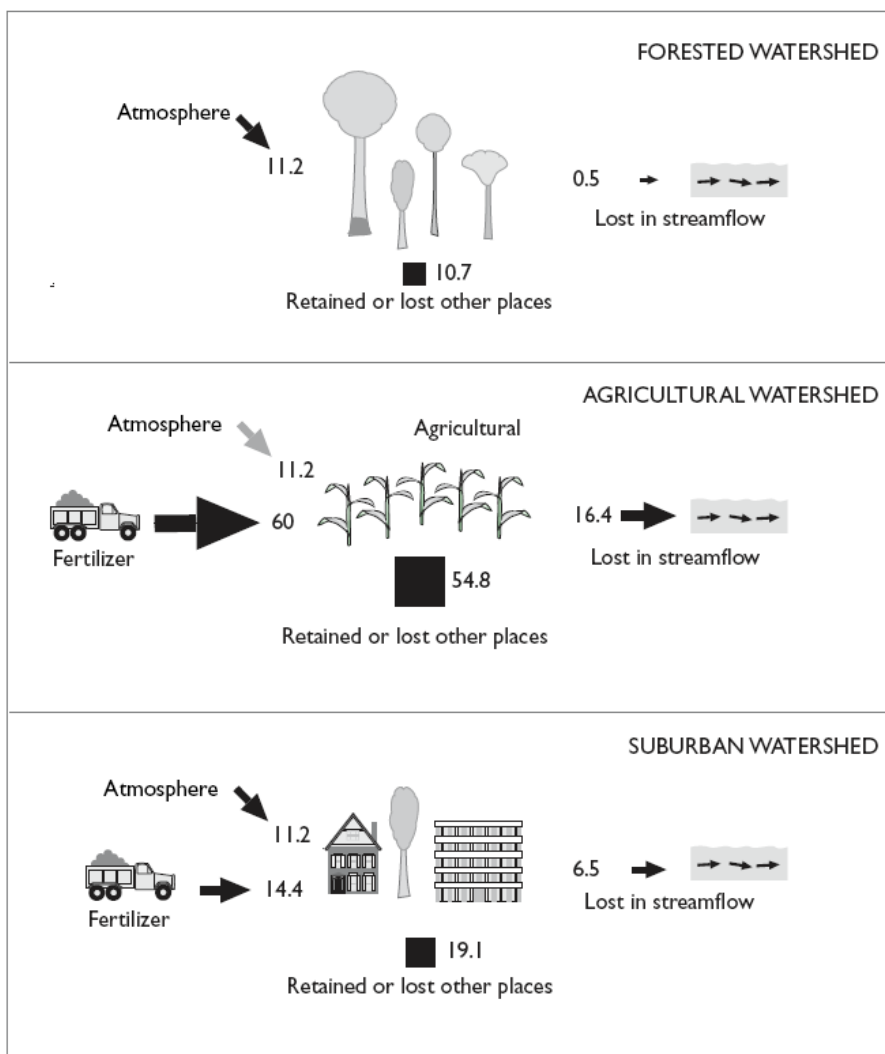 FORESTED WATERSHED
Atmosphere
11.2
0.5
Lost in streamflow
10.7
Retained or lost other places
AGRICULTURAL WATERSHED
Atmosphere
Agricultural
11.2
60
16.4
Fertilizer
Lost in streamflow
54.8
Retained or lost other places
SUBURBAN WATERSHED
Atmosphere
11.2
14.4
6.5
Fertilizer
Lost in streamflow
19.1
Retained or lost other places